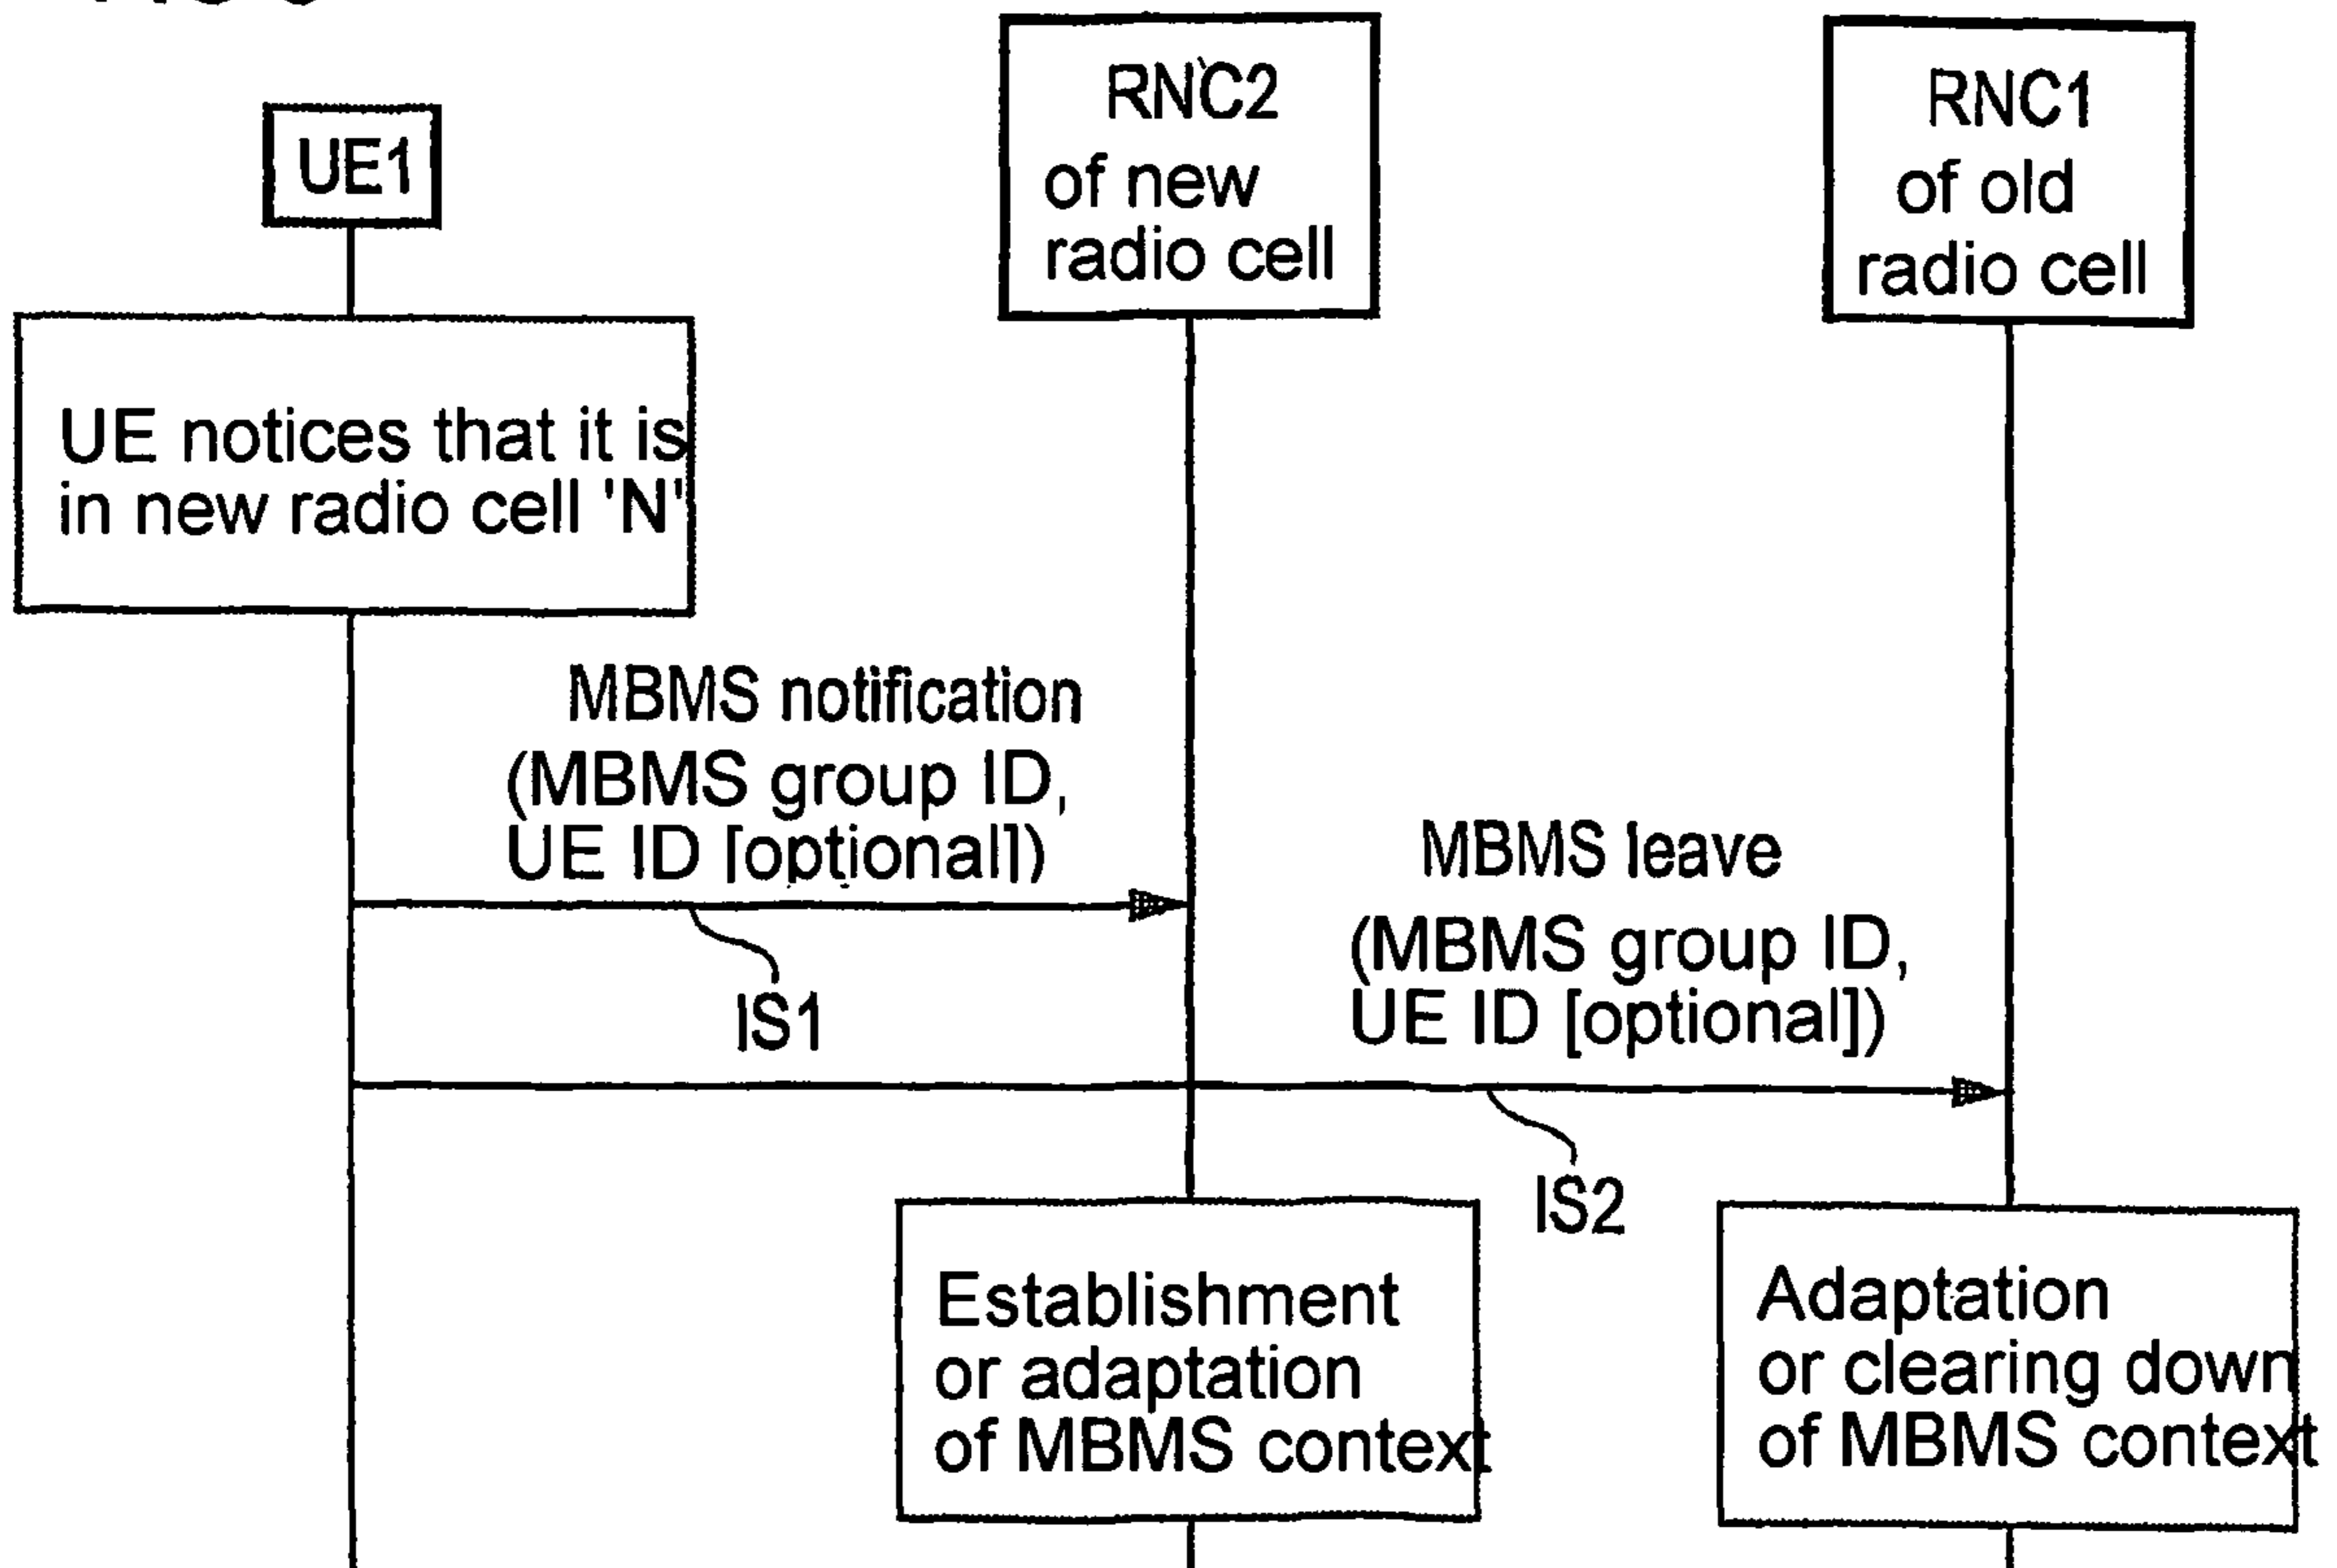 UE1
RNC2
of new
radio cell
RNC1
of old
radio cell
UE notices that it is
in new radio cell 'N'
MBMS notification
(MBMS group ID,
UE ID [optional])
IS1
MBMS leave
(MBMS group ID,
UE ID [optional])
IS2
Establishment
or adaptation
of MBMS context
Adaptation
or clearing down
of MBMS context